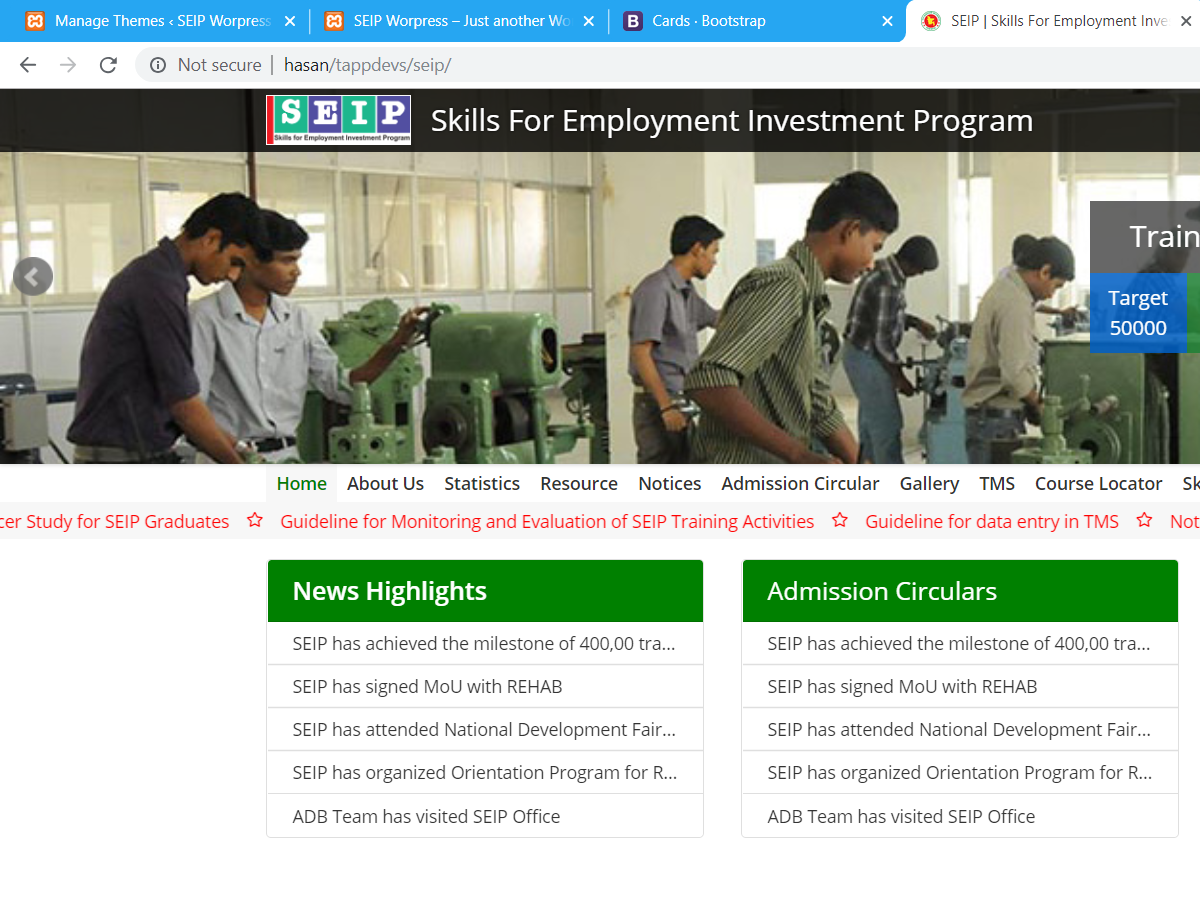 Manage Themes ‹ SEIP Worpress
SEIP Worpress – Just another Wo
Cards · Bootstrap
SEIP | Skills For Employment Inve
Not secure | hasan/tappdevs/seip/
SEIP
Skills for Employment Investment Program
Skills For Employment Investment Program
Train
Target
50000
Home About Us Statistics Resource Notices Admission Circular Gallery TMS Course Locator Sk
cer Study for SEIP Graduates ☆ Guideline for Monitoring and Evaluation of SEIP Training Activities ☆ Guideline for data entry in TMS ☆ Not
News Highlights
SEIP has achieved the milestone of 400,00 tra...
SEIP has signed MoU with REHAB
SEIP has attended National Development Fair...
SEIP has organized Orientation Program for R...
ADB Team has visited SEIP Office
Admission Circulars
SEIP has achieved the milestone of 400,00 tra...
SEIP has signed MoU with REHAB
SEIP has attended National Development Fair...
SEIP has organized Orientation Program for R...
ADB Team has visited SEIP Office